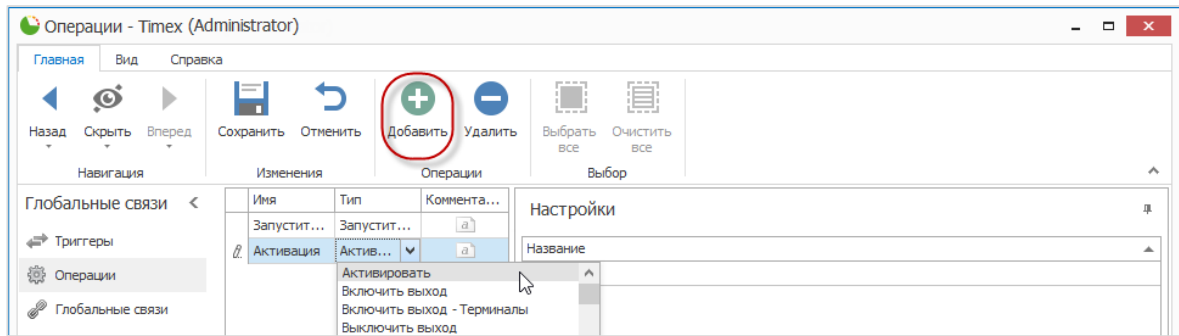 Операции - Timex (Administrator)
Главная Вид Справка
Назад Скрыть Вперед Сохранить Отменить Добавить Удалить Выбрать все Очистить все
Навигация Изменения Операции Выбор
Глобальные связи
Триггеры
Операции
Глобальные связи
Имя Тип Коммента...
Запустит... Запустит... a
Активация Актив... a
Активировать
Включить выход
Включить выход - Терминалы
Выключить выход
Настройки
Название